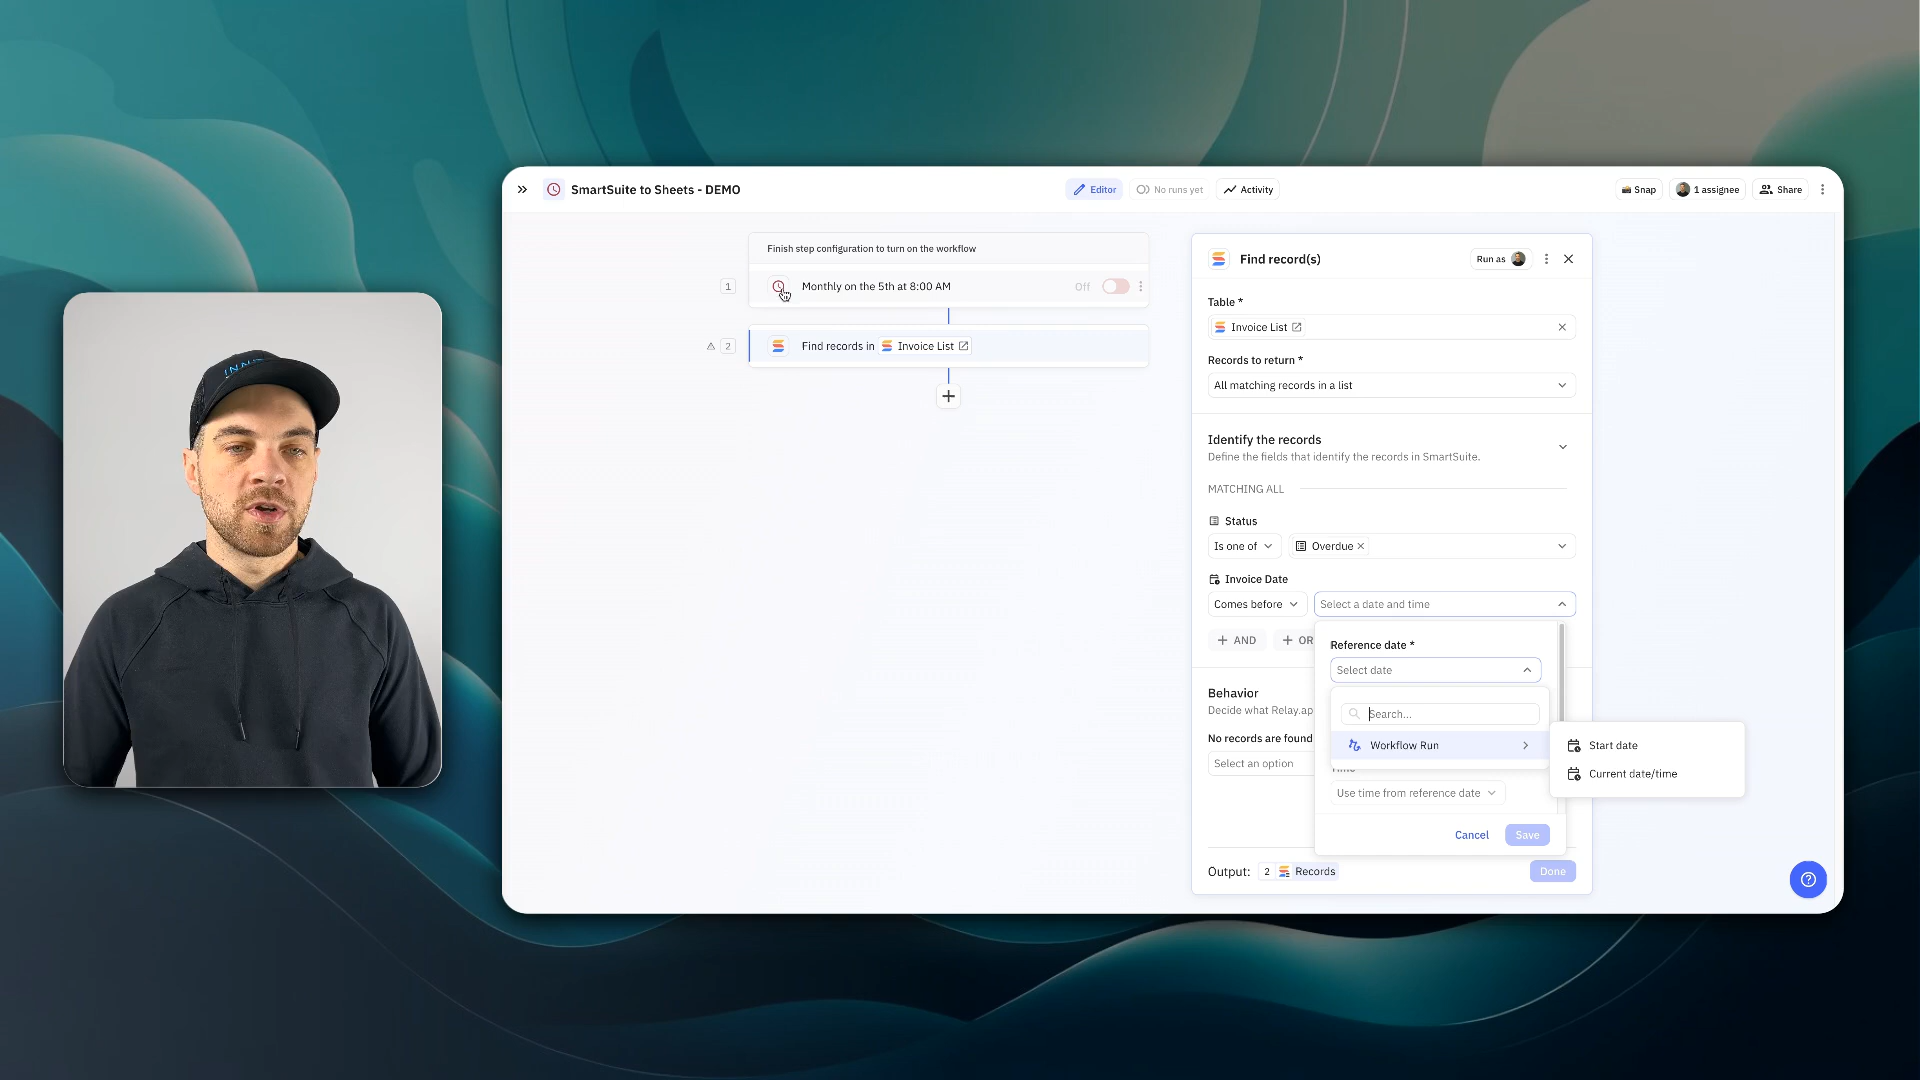 SmartSuite to Sheets - DEMO
Editor
No runs yet
Activity
Snap
1 assignee
Share
Finish step configuration to turn on the workflow
1
Monthly on the 5th at 8:00 AM
Off
2
Find records in
Invoice List
Find record(s)
Run as
Table *
Invoice List
Records to return *
All matching records in a list
Identify the records
Define the fields that identify the records in SmartSuite.
MATCHING ALL
Status
Is one of
Overdue
Invoice Date
Comes before
Select a date and time
AND
OR
Reference date *
Select date
Search...
Workflow Run
Start date
Current date/time
Behavior
Decide what Relay.ap
No records are found
Select an option
Use time from reference date
Cancel
Save
Output:
2
Records
Done